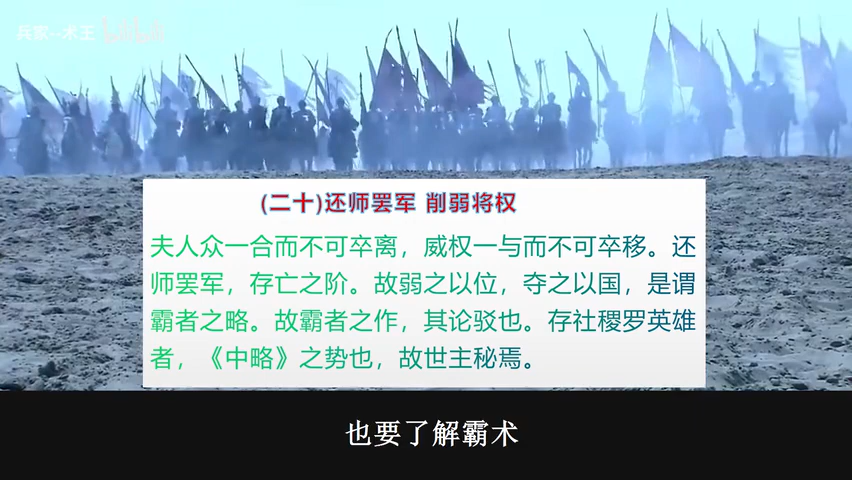 兵家--术王
(二十)还师罢军 削弱将权
夫人众一合而不可卒离，威权一与而不可卒移。还
师罢军，存亡之阶。故弱之以位，夺之以国，是谓
霸者之略。故霸者之作，其论驳也。存社稷罗英雄
者，《中略》之势也，故世主秘焉。
也要了解霸术